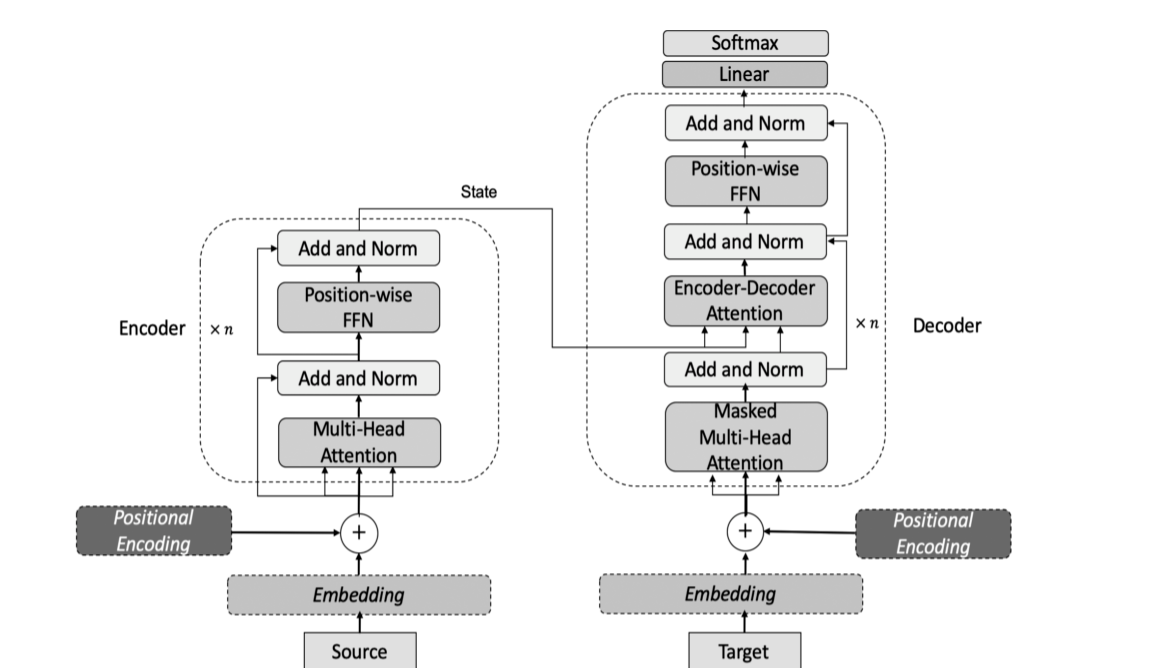 Softmax
Linear
Add and Norm
Position-wise
FFN
State
Add and Norm
Add and Norm
Encoder-Decoder
Attention
Position-wise
FFN
Encoder
× n
× n
Decoder
Add and Norm
Add and Norm
Masked
Multi-Head
Attention
Multi-Head
Attention
Positional
Encoding
+
+
Positional
Encoding
Embedding
Embedding
Source
Target